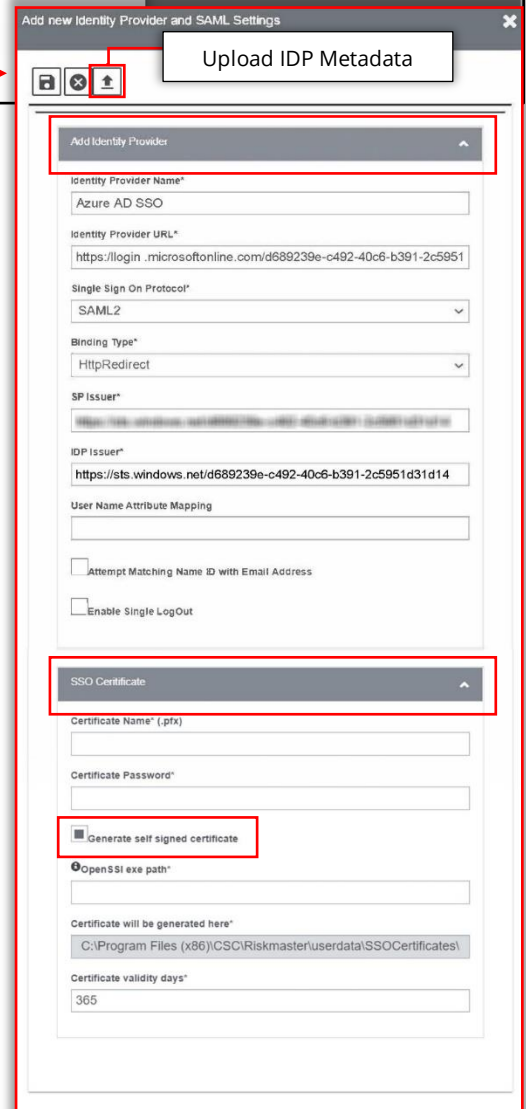 Add new Identity Provider and SAML Settings
Upload IDP Metadata
Add Identity Provider
Identity Provider Name*
Azure AD SSO
Identity Provider URL*
https://login .microsoftonline.com/d689239e-c492-40c6-b391-2c5951
Single Sign On Protocol*
SAML2
Binding Type*
HttpRedirect
SP Issuer*
IDP Issuer*
https://sts.windows.net/d689239e-c492-40c6-b391-2c5951d31d14
User Name Attribute Mapping
Attempt Matching Name ID with Email Address
Enable Single LogOut
SSO Ceritificate
Certificate Name* (.pfx)
Certificate Password*
Generate self signed certificate
OpenSSl exe path*
Certificate will be generated here*
C:\Program Files (x86)\CSC\Riskmaster\userdata\SSOCertificates\
Certificate validity days*
365